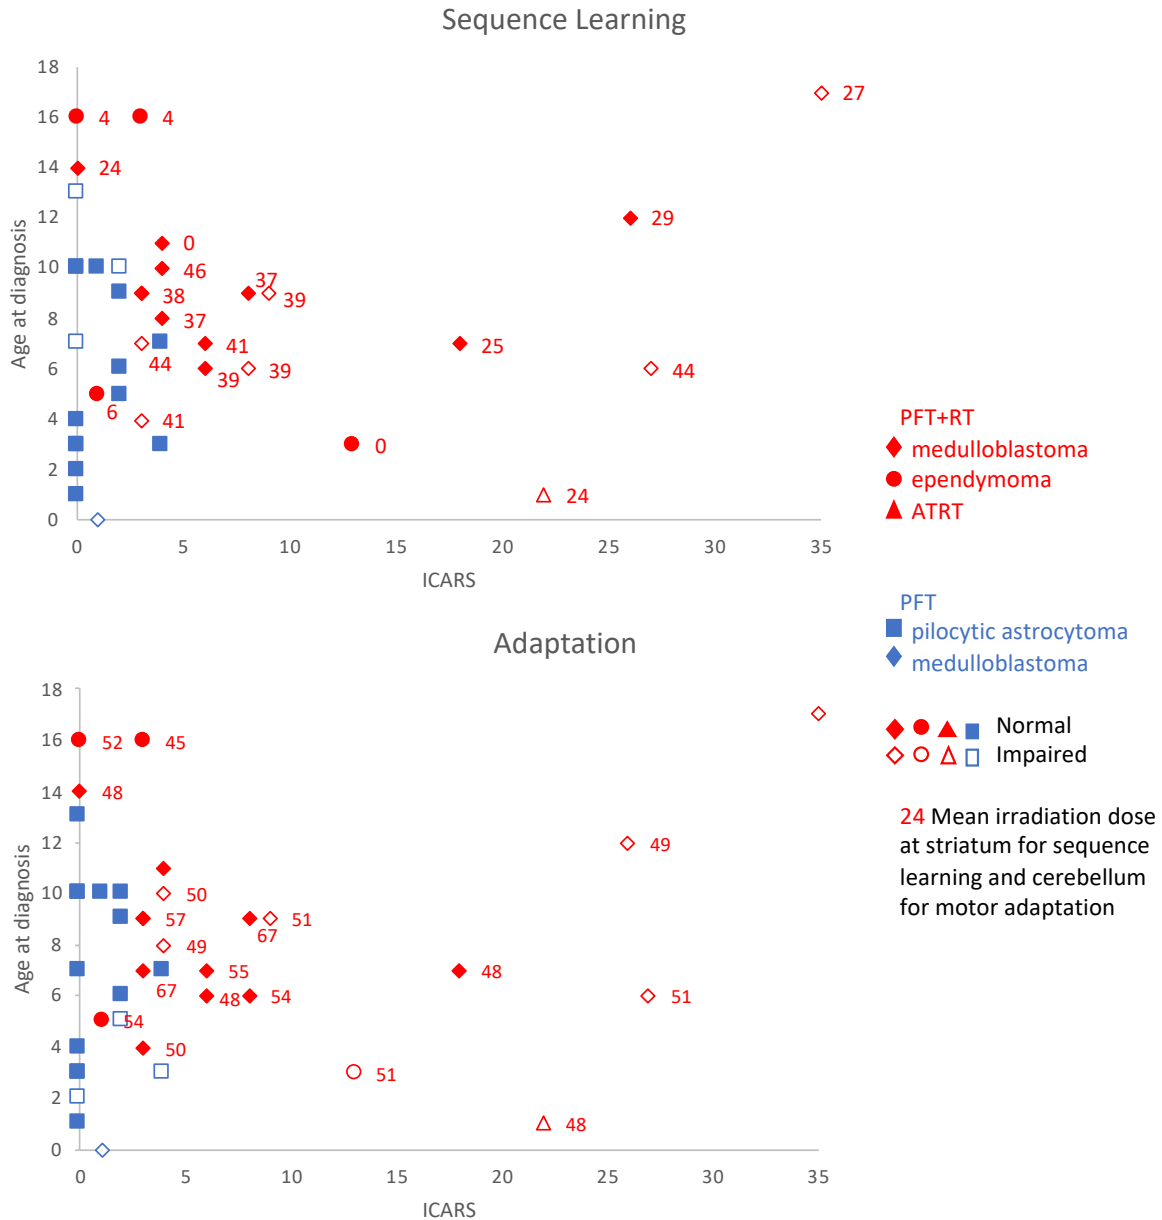 Sequence Learning
18
16
14
12
10
8
6
4
2
0
Age at diagnosis
4 4
24
27
29
0
46
37
38 39
37
44 41 25
39 39 44
6 41
0
24
0 5 10 15 20 25 30 35
ICARS
PFT+RT
medulloblastoma
ependymoma
ATRT
PFT
pilocytic astrocytoma
medulloblastoma
Normal
Impaired
24 Mean irradiation dose
at striatum for sequence
learning and cerebellum
for motor adaptation
Adaptation
18
16
14
12
10
8
6
4
2
0
Age at diagnosis
52 45
48
49
50
57 67 51
49
67 55 48
48 54 51
54
50
51
48
0 5 10 15 20 25 30 35
ICARS